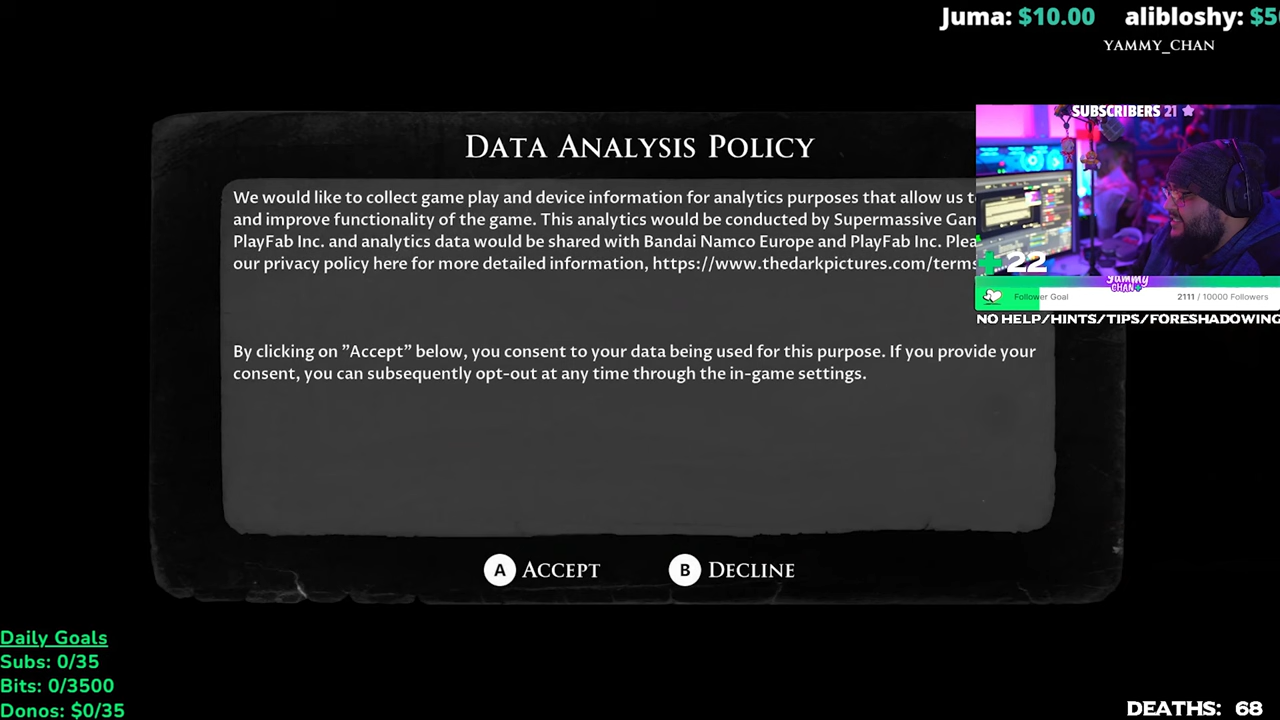 Juma: $10.00 alibloshy:
YAMMY_CHAN
SUBSCRIBERS 21
DATA ANALYSIS POLICY
We would like to collect game play and device information for analytics purposes that allow us
and improve functionality of the game. This analytics would be conducted by Supermassive
PlayFab Inc. and analytics data would be shared with Bandai Namco Europe and PlayFab Inc.
our privacy policy here for more detailed information, https://www.thedarkpictures.com/terms
22
yammy
CHAN
Follower Goal 2111 / 10000 Followers
NO HELP/HINTS/TIPS/FORESHADOWING
By clicking on "Accept" below, you consent to your data being used for this purpose. If you provide your
consent, you can subsequently opt-out at any time through the in-game settings.
A ACCEPT B DECLINE
Daily Goals
Subs: 0/35
Bits: 0/3500
Donos: $0/35
DEATHS: 68